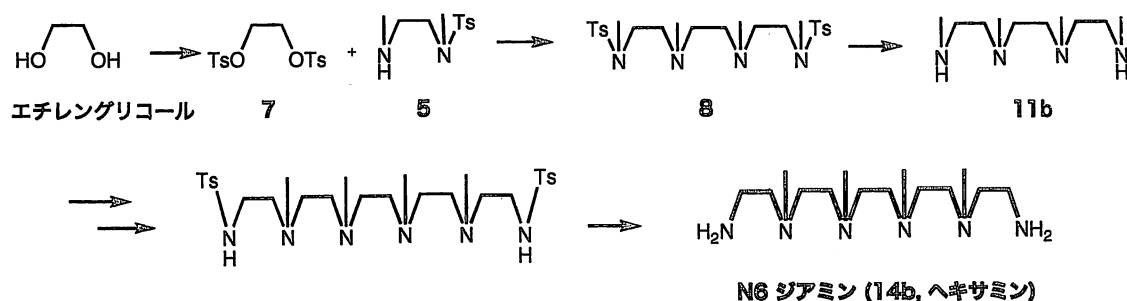 HO OH
エチレングリコール
TsO OTs
7
+
N H N Ts
5
Ts N N N N Ts
8
N H N N N H
11b
Ts N H N N N N N H Ts
H₂N N N N N NH₂
N6 ジアミン (14b, ヘキサミン)